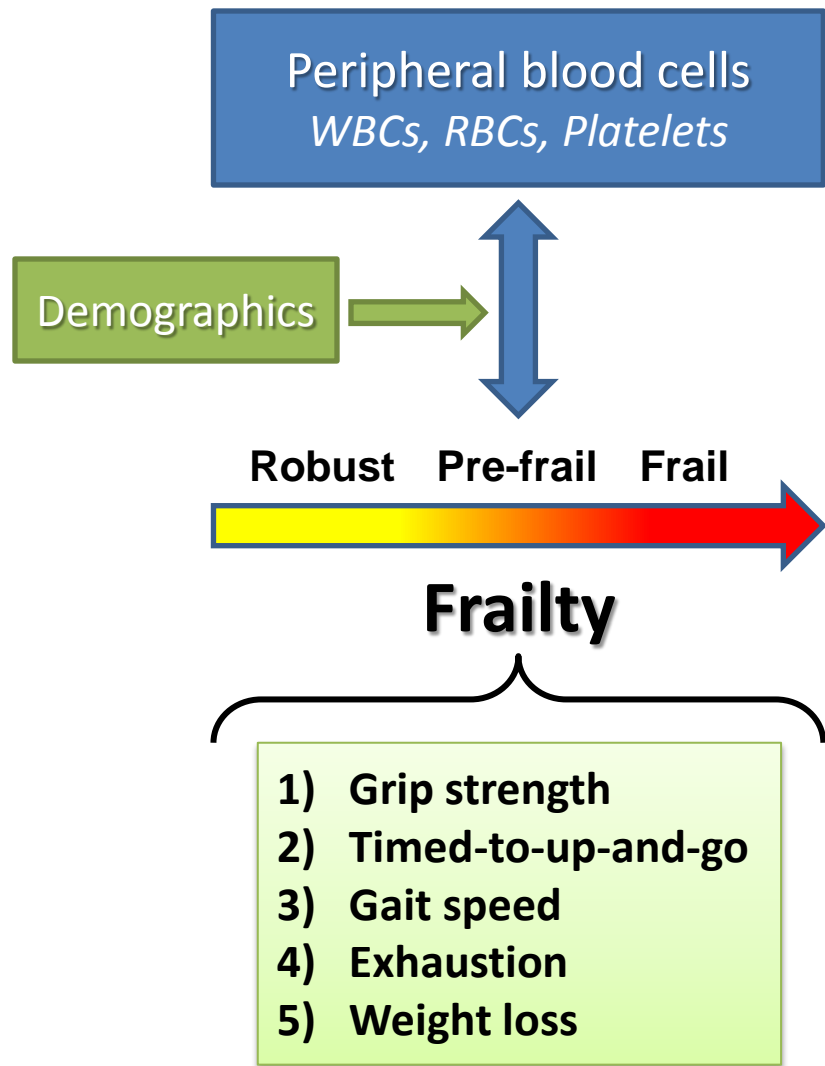 Peripheral blood cells
WBCs, RBCs, Platelets
Demographics
Robust Pre-frail Frail
Frailty
1) Grip strength
2) Timed-to-up-and-go
3) Gait speed
4) Exhaustion
5) Weight loss